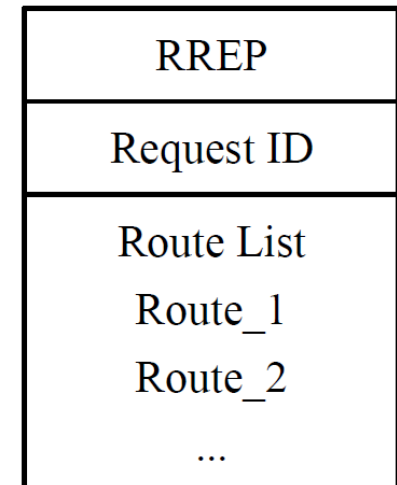 RREP
Request ID
Route List
Route_1
Route_2
...